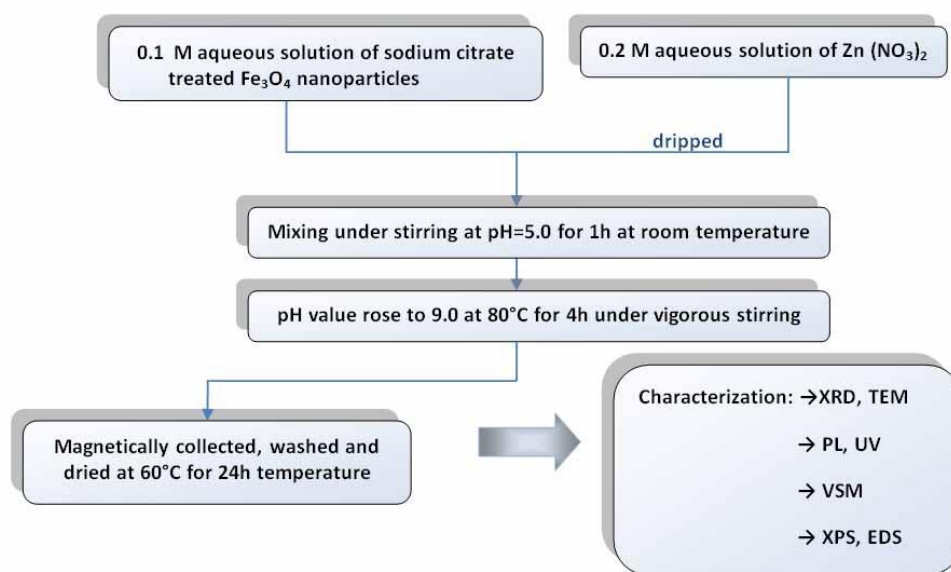 0.1 M aqueous solution of sodium citrate
treated Fe₃O₄ nanoparticles
0.2 M aqueous solution of Zn (NO₃)₂
dripped
Mixing under stirring at pH=5.0 for 1h at room temperature
pH value rose to 9.0 at 80°C for 4h under vigorous stirring
Magnetically collected, washed and
dried at 60°C for 24h temperature
Characterization: →XRD, TEM
→ PL, UV
→ VSM
→ XPS, EDS